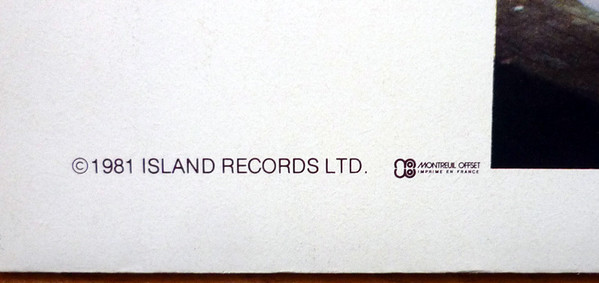 ©1981 ISLAND RECORDS LTD.
MONTREUIL OFFSET
IMPRIMÉ EN FRANCE